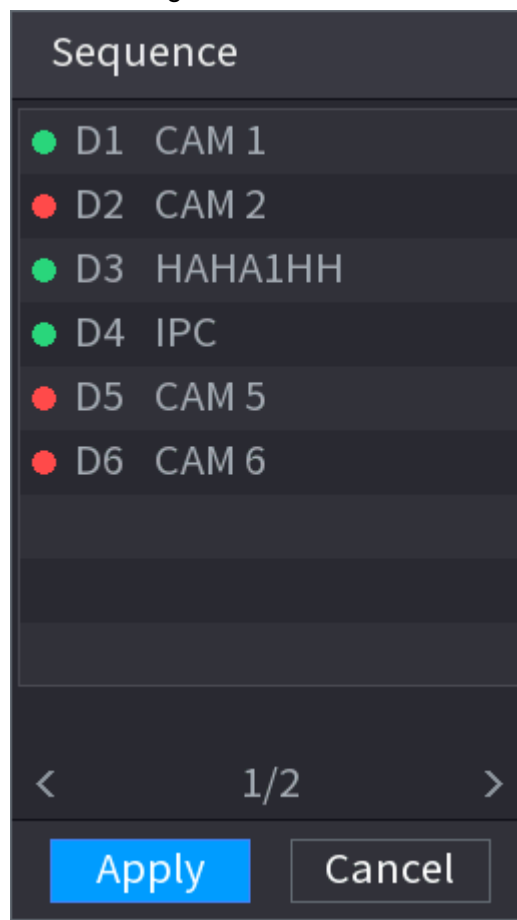 Sequence
D1 CAM 1
D2 CAM 2
D3 HAHA1HH
D4 IPC
D5 CAM 5
D6 CAM 6
< 1/2 >
Apply Cancel